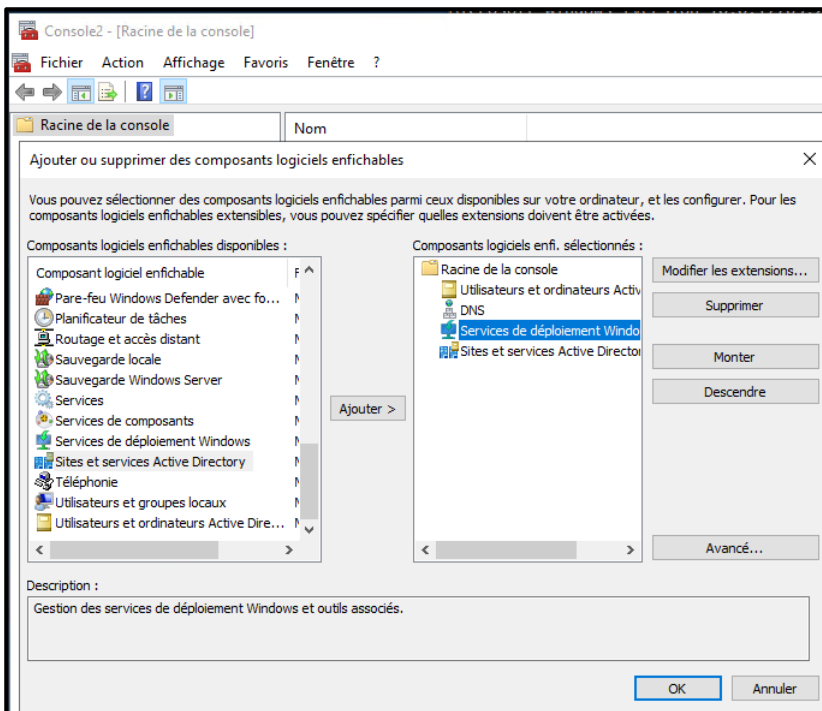 Console2 - [Racine de la console]
Fichier Action Affichage Favoris Fenêtre ?
Racine de la console
Nom
Ajouter ou supprimer des composants logiciels enfichables
Vous pouvez sélectionner des composants logiciels enfichables parmi ceux disponibles sur votre ordinateur, et les configurer. Pour les
composants logiciels enfichables extensibles, vous pouvez spécifier quelles extensions doivent être activées.
Composants logiciels enfichables disponibles :
Composant logiciel enfichable F
Pare-feu Windows Defender avec fo...
Planificateur de tâches
Routage et accès distant
Sauvegarde locale
Sauvegarde Windows Server
Services
Services de composants
Services de déploiement Windows
Sites et services Active Directory
Téléphonie
Utilisateurs et groupes locaux
Utilisateurs et ordinateurs Active Dire...
Ajouter >
Composants logiciels enfi. sélectionnés :
Racine de la console
Utilisateurs et ordinateurs Activ
DNS
Services de déploiement Windo
Sites et services Active Director
Modifier les extensions...
Supprimer
Monter
Descendre
Avancé...
Description :
Gestion des services de déploiement Windows et outils associés.
OK
Annuler